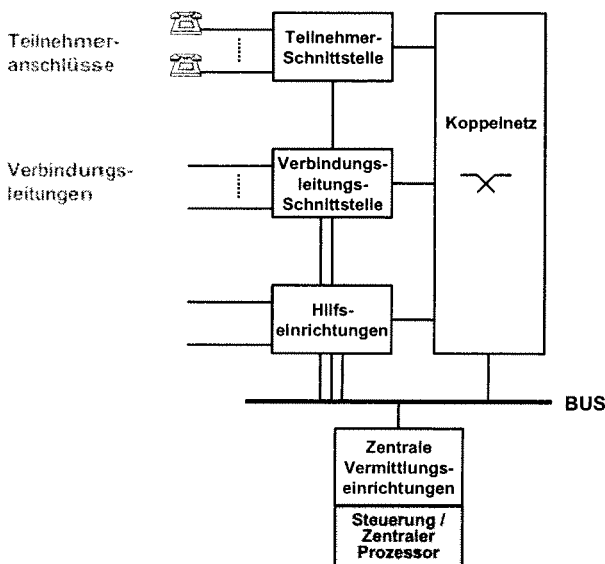 Teilnehmer-
anschlüsse
Teilnehmer-
Schnittstelle
Koppelnetz
Verbindungs-
leitungen
Verbindungs-
leitungs-
Schnittstelle
Hilfs-
einrichtungen
BUS
Zentrale
Vermittlungs-
einrichtungen
Steuerung /
Zentraler
Prozessor